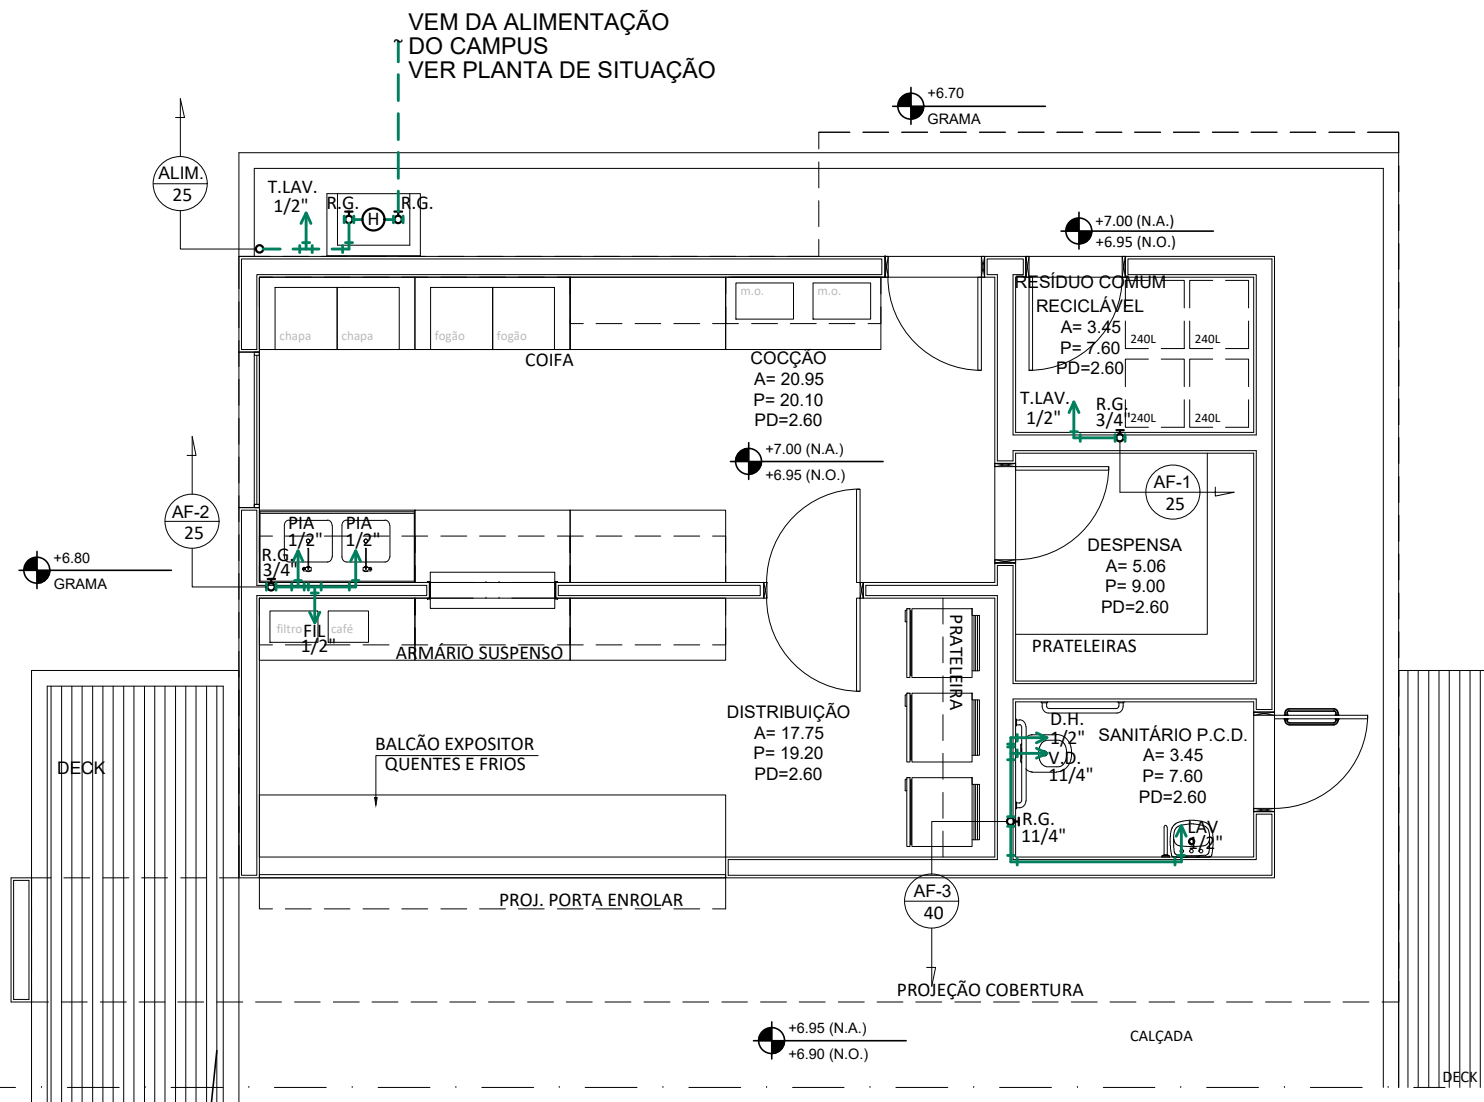 VEM DA ALIMENTAÇÃO
DO CAMPUS
VER PLANTA DE SITUAÇÃO
+6.70
GRAMA
ALIM.
25
T.LAV.
1/2"
R.G.
H
R.G.
+7.00 (N.A.)
+6.95 (N.O.)
RESÍDUO COMUM
RECICLÁVEL
A= 3.45
P= 7.60
PD=2.60
240L
240L
240L
240L
T.LAV.
1/2"
R.G.
3/4"
m.o.
m.o.
chapa
chapa
fogão
fogão
COIFA
COCÇÃO
A= 20.95
P= 20.10
PD=2.60
+7.00 (N.A.)
+6.95 (N.O.)
AF-1
25
AF-2
25
PIA
1/2"
PIA
1/2"
R.G.
3/4"
+6.80
GRAMA
DESPENSA
A= 5.06
P= 9.00
PD=2.60
PRATELEIRAS
filtro
café
FIL
1/2"
ARMÁRIO SUSPENSO
PRATELEIRA
DISTRIBUIÇÃO
A= 17.75
P= 19.20
PD=2.60
BALCÃO EXPOSITOR
QUENTES E FRIOS
DECK
D.H.
1/2"
V.D.
11/4"
SANITÁRIO P.C.D.
A= 3.45
P= 7.60
PD=2.60
R.G.
11/4"
LAV
1/2"
AF-3
40
PROJ. PORTA ENROLAR
PROJEÇÃO COBERTURA
+6.95 (N.A.)
+6.90 (N.O.)
CALÇADA
DECK